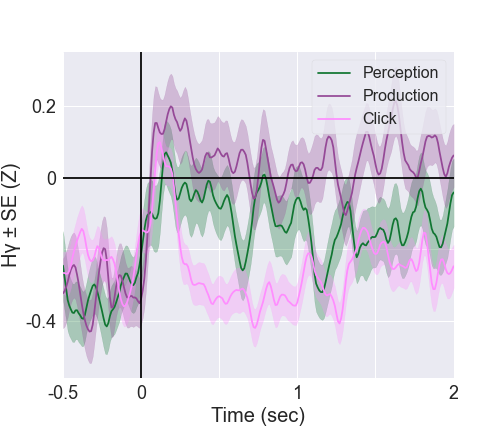 Perception
Production
Click
Hγ ± SE (Z)
0.2
0
-0.4
-0.5
0
1
2
Time (sec)